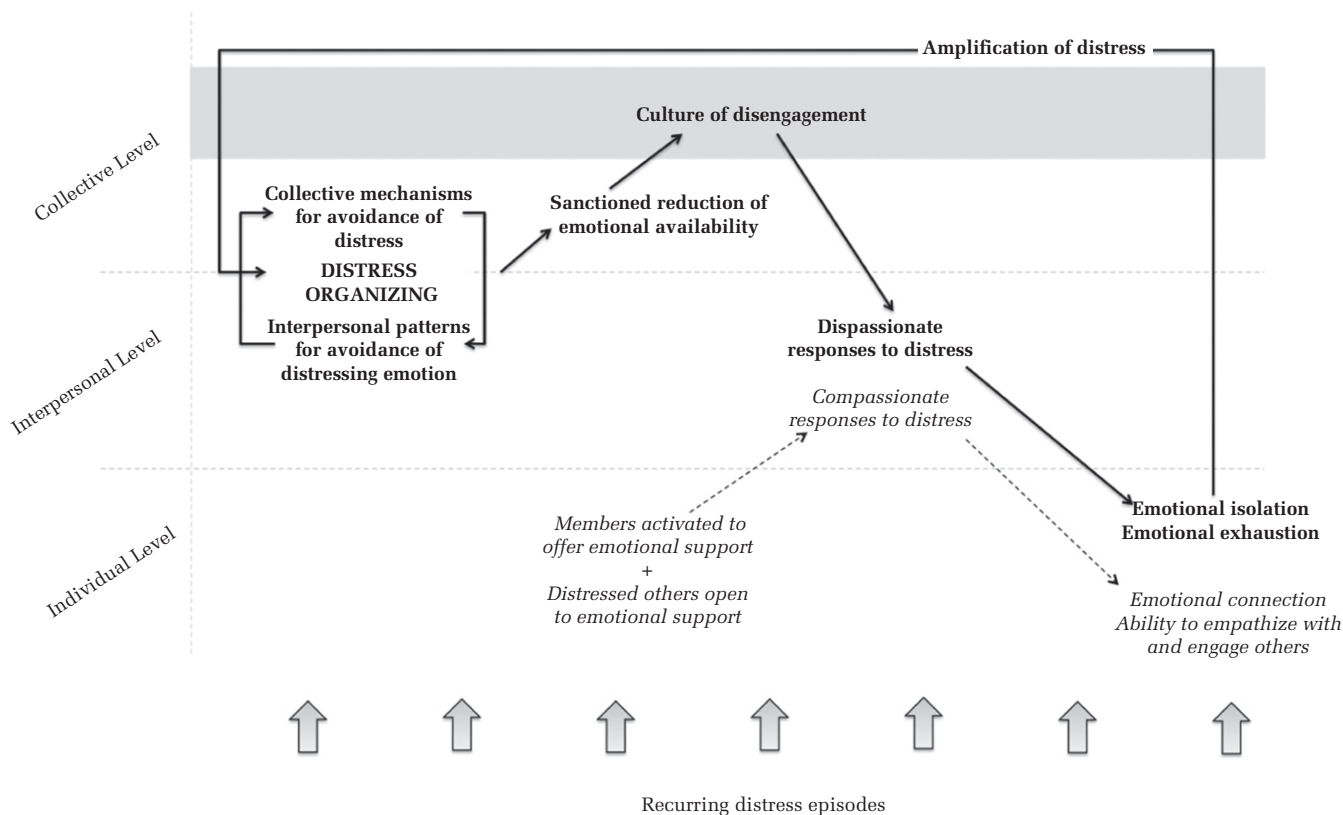 Amplification of distress
Collective Level
Culture of disengagement
Collective mechanisms
for avoidance of
distress
Sanctioned reduction of
emotional availability
DISTRESS
ORGANIZING
Interpersonal Level
Interpersonal patterns
for avoidance of
distressing emotion
Dispassionate
responses to distress
Compassionate
responses to distress
Individual Level
Members activated to
offer emotional support
+
Distressed others open
to emotional support
Emotional isolation
Emotional exhaustion
Emotional connection
Ability to empathize with
and engage others
Recurring distress episodes